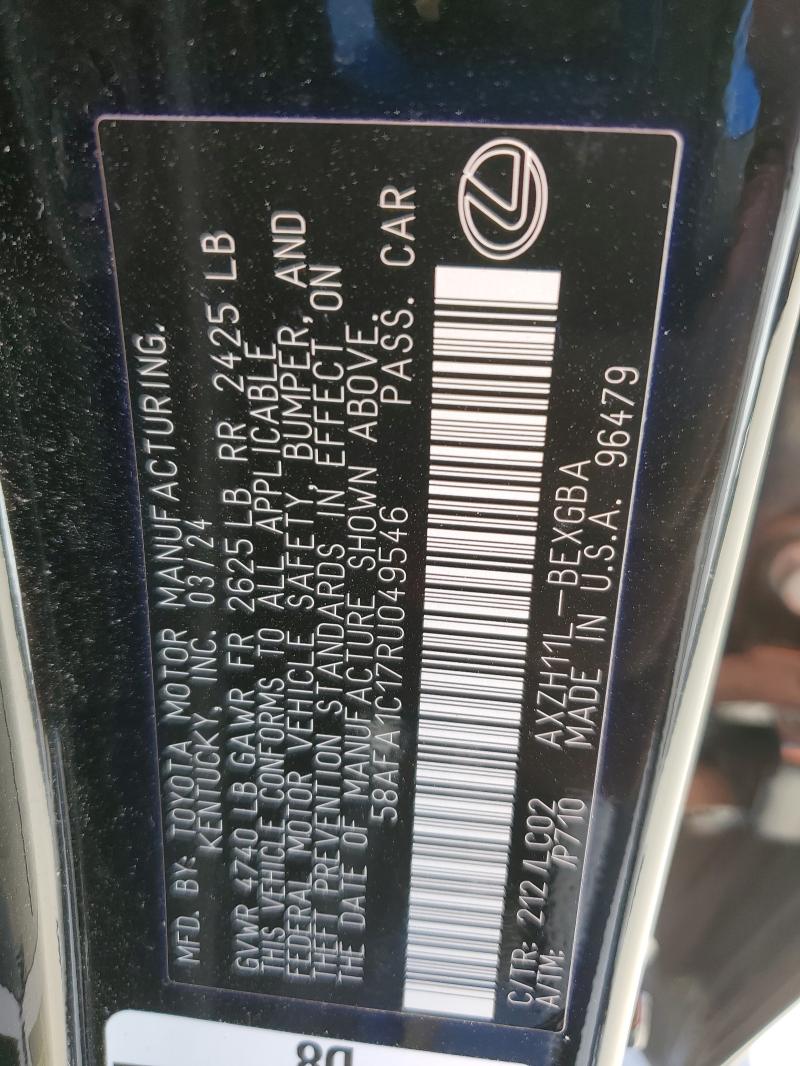 MFD. BY: TOYOTA MOTOR MANUFACTURING.
KENTUCKY, INC. 03/24
GVWR 4740 LB GAWR FR 2625 LB RR 2425 LB
THIS VEHICLE CONFORMS TO ALL APPLICABLE
FEDERAL MOTOR VEHICLE SAFETY, BUMPER, AND
THEFT PREVENTION STANDARDS IN EFFECT ON
THE DATE OF MANUFACTURE SHOWN ABOVE.
58AFA1C17RU049546 PASS. CAR
C/TR: 212/LC02 AXZH11L-BEXGBA
A/TM: /P710 MADE IN U.S.A. 96479
D8